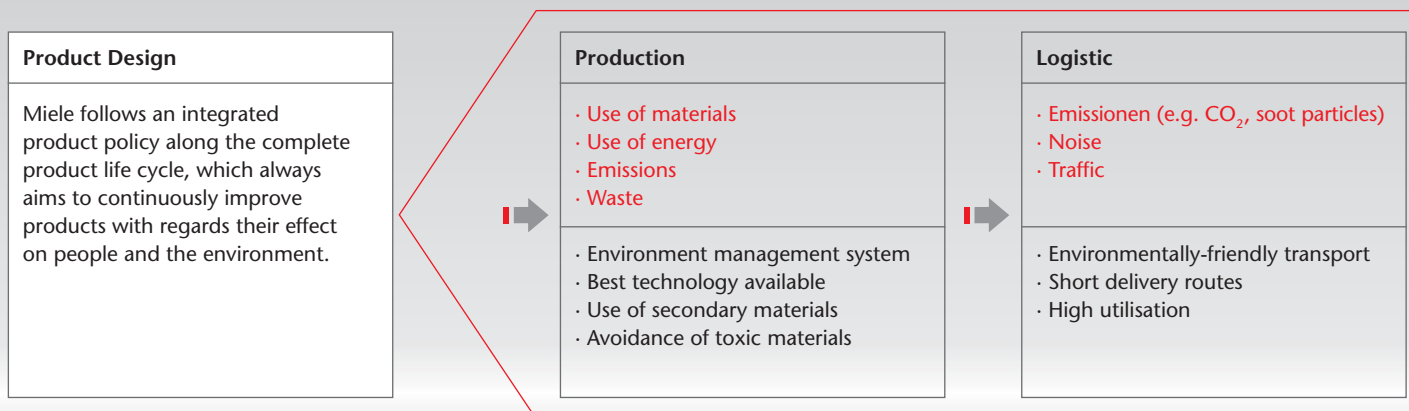 Product Design
Miele follows an integrated
product policy along the complete
product life cycle, which always
aims to continuously improve
products with regards their effect
on people and the environment.
Production
· Use of materials
· Use of energy
· Emissions
· Waste
· Environment management system
· Best technology available
· Use of secondary materials
· Avoidance of toxic materials
Logistic
· Emissionen (e.g. CO₂, soot particles)
· Noise
· Traffic
· Environmentally-friendly transport
· Short delivery routes
· High utilisation